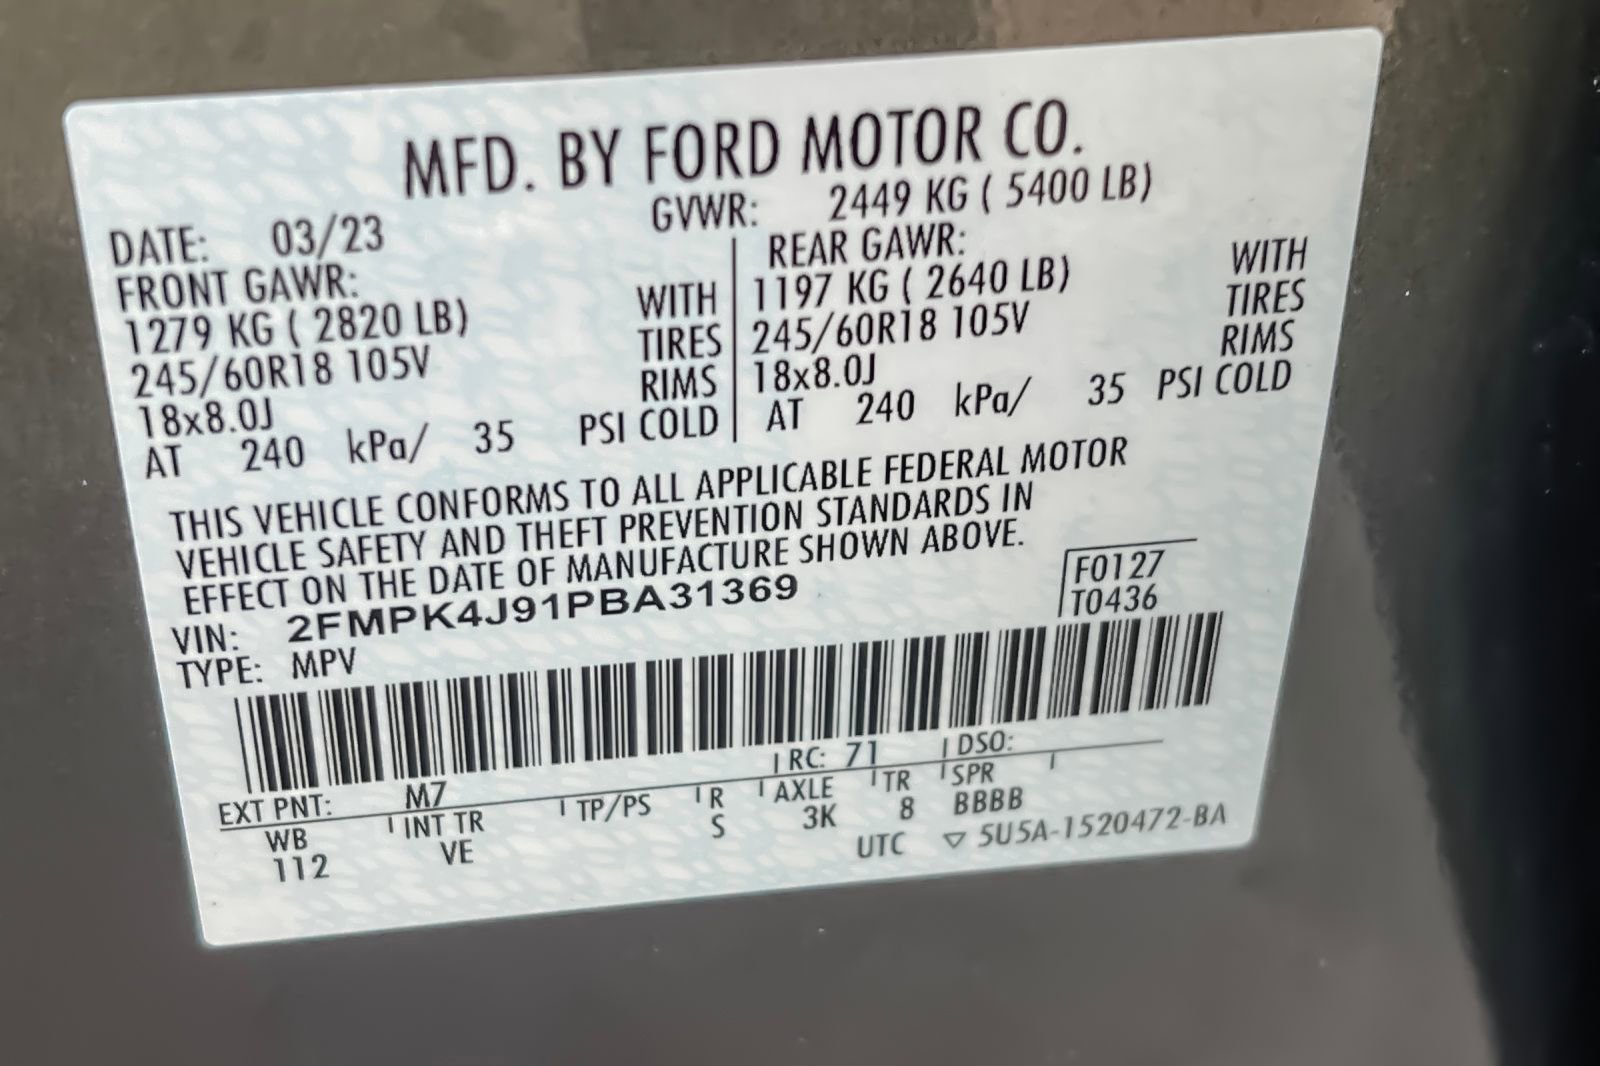 MFD. BY FORD MOTOR CO.
DATE: 03/23 GVWR: 2449 KG ( 5400 LB)
FRONT GAWR: REAR GAWR:
1279 KG ( 2820 LB) WITH 1197 KG ( 2640 LB) WITH
245/60R18 105V TIRES 245/60R18 105V TIRES
18x8.0J RIMS 18x8.0J RIMS
AT 240 kPa/ 35 PSI COLD AT 240 kPa/ 35 PSI COLD
THIS VEHICLE CONFORMS TO ALL APPLICABLE FEDERAL MOTOR
VEHICLE SAFETY AND THEFT PREVENTION STANDARDS IN
EFFECT ON THE DATE OF MANUFACTURE SHOWN ABOVE.
VIN: 2FMPK4J91PBA31369 F0127
TYPE: MPV T0436
EXT PNT: M7 RC: 71 DSO:
WB INT TR TP/PS R AXLE TR SPR
112 VE S 3K 8 BBBB
UTC ▽ 5U5A-1520472-BA